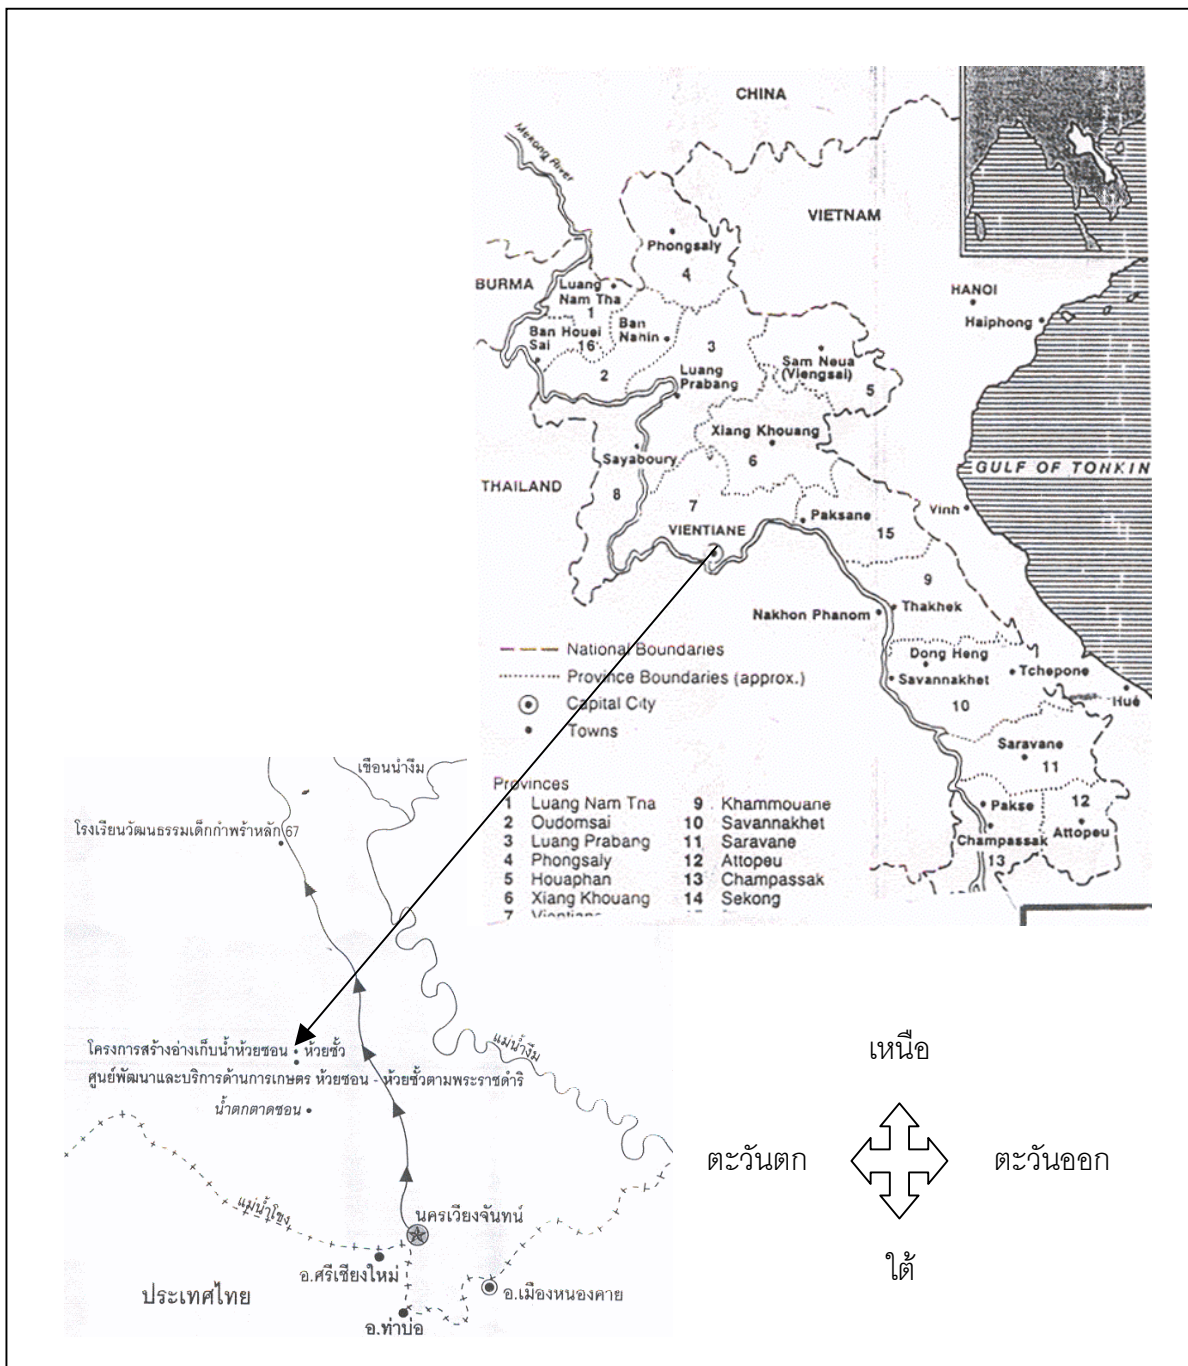 CHINA
Mekong River
VIETNAM
Phongsaly
4
BURMA
Luang
Nam Tha
1
HANOI
Haiphong
Ban Houei
Sai
16
Ban
Nahin
3
2
Luang
Prabang
Sam Neua
(Viengsai)
5
Xiang Khouang
6
GULF OF TONKIN
Sayaboury
THAILAND
8
7
Vinh
Paksane
15
VIENTIANE
9
Nakhon Phanom
Thakhek
National Boundaries
Province Boundaries (approx.)
Capital City
Towns
Dong Heng
Savannakhet
Tchepone
10
Hué
Saravane
11
Pakse
12
Champassak
Attopeu
13
Provinces
1 Luang Nam Tha
2 Oudomsai
3 Luang Prabang
4 Phongsaly
5 Houaphan
6 Xiang Khouang
7 Vientiane
9 Khammouane
10 Savannakhet
11 Saravane
12 Attopeu
13 Champassak
14 Sekong
เขื่อนน้ำงึม
โรงเรียนวัฒนธรรมเด็กกำพร้าหลัก 67
แม่น้ำงึม
โครงการสร้างอ่างเก็บน้ำห้วยซอน • ห้วยซั้ว
ศูนย์พัฒนาและบริการด้านการเกษตร ห้วยซอน - ห้วยซั้วตามพระราชดำริ
น้ำตกตาดซอน
แม่น้ำโขง
นครเวียงจันทน์
อ.ศรีเชียงใหม่
ประเทศไทย
อ.เมืองหนองคาย
อ.ท่าบ่อ
เหนือ
ตะวันตก
ตะวันออก
ใต้